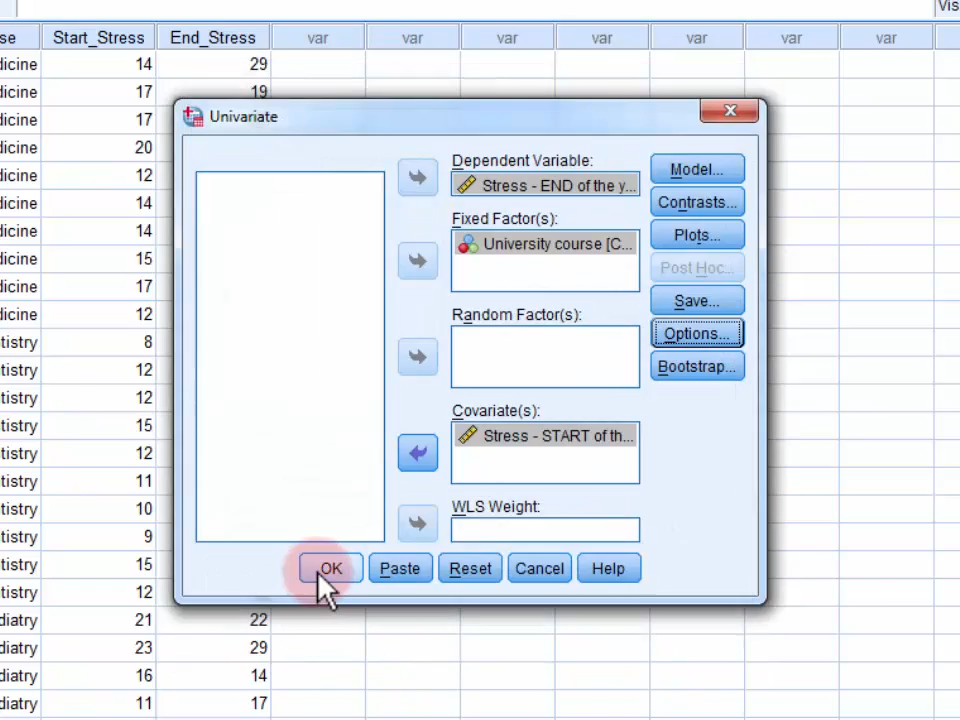 Vis
se Start_Stress End_Stress var var var var var var var
dicine 14 29
dicine 17 19
dicine 17
dicine 20
dicine 12
dicine 14
dicine 14
dicine 15
dicine 17
dicine 12
tistry 8
tistry 12
tistry 12
tistry 15
tistry 12
tistry 11
tistry 10
tistry 9
tistry 15
tistry 12
diatry 21 22
diatry 23 29
diatry 16 14
diatry 11 17
Univariate
Dependent Variable:
Stress - END of the y...
Fixed Factor(s):
University course [C...
Random Factor(s):
Covariate(s):
Stress - START of th...
WLS Weight:
Model...
Contrasts...
Plots...
Post Hoc...
Save...
Options...
Bootstrap...
OK Paste Reset Cancel Help